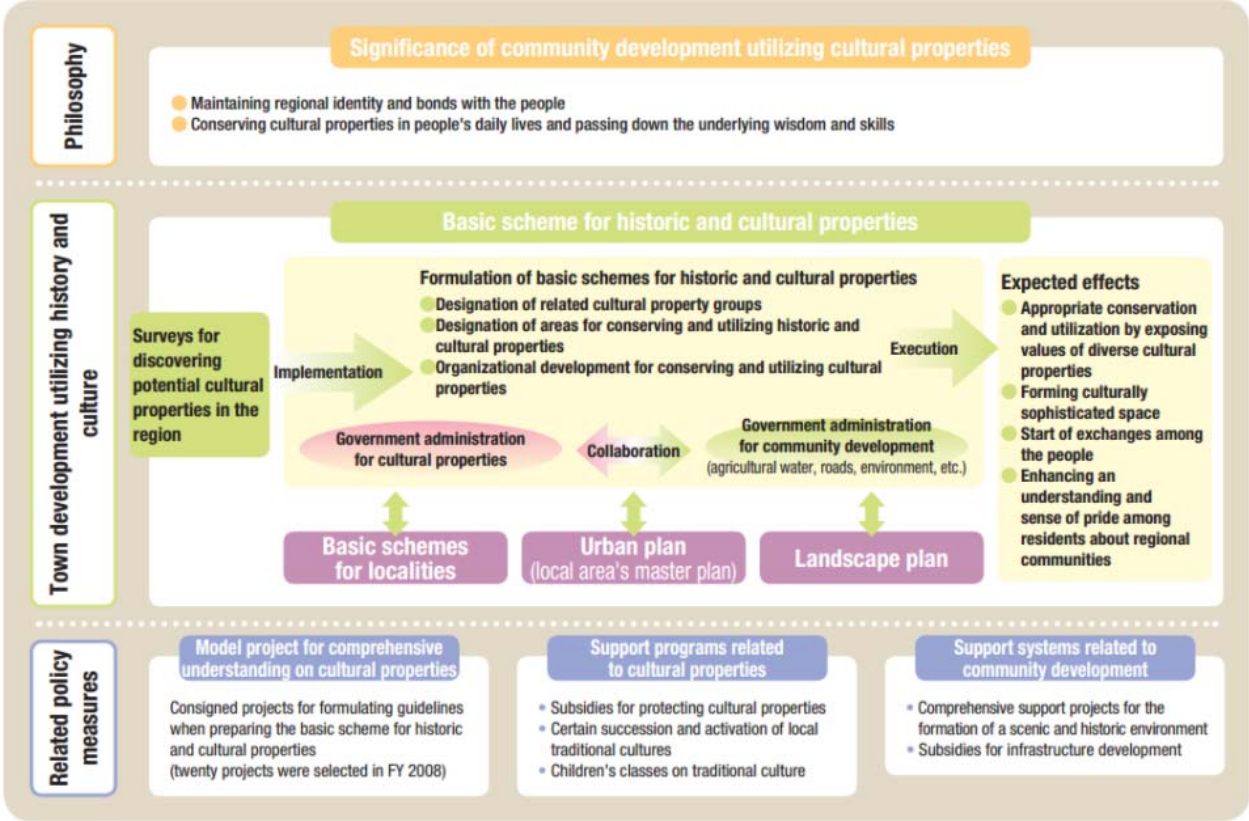 Philosophy
Significance of community development utilizing cultural properties
Maintaining regional identity and bonds with the people
Conserving cultural properties in people's daily lives and passing down the underlying wisdom and skills
Town development utilizing history and
culture
Basic scheme for historic and cultural properties
Surveys for
discovering
potential cultural
properties in the
region
Implementation
Formulation of basic schemes for historic and cultural properties
Designation of related cultural property groups
Designation of areas for conserving and utilizing historic and
cultural properties
Organizational development for conserving and utilizing cultural
properties
Execution
Government administration
for cultural properties
Collaboration
Government administration
for community development
(agricultural water, roads, environment, etc.)
Expected effects
Appropriate conservation
and utilization by exposing
values of diverse cultural
properties
Forming culturally
sophisticated space
Start of exchanges among
the people
Enhancing an
understanding and
sense of pride among
residents about regional
communities
Basic schemes
for localities
Urban plan
(local area's master plan)
Landscape plan
Related policy
measures
Model project for comprehensive
understanding on cultural properties
Consigned projects for formulating guidelines
when preparing the basic scheme for historic
and cultural properties
(twenty projects were selected in FY 2008)
Support programs related
to cultural properties
• Subsidies for protecting cultural properties
• Certain succession and activation of local
traditional cultures
• Children's classes on traditional culture
Support systems related to
community development
• Comprehensive support projects for the
formation of a scenic and historic environment
• Subsidies for infrastructure development